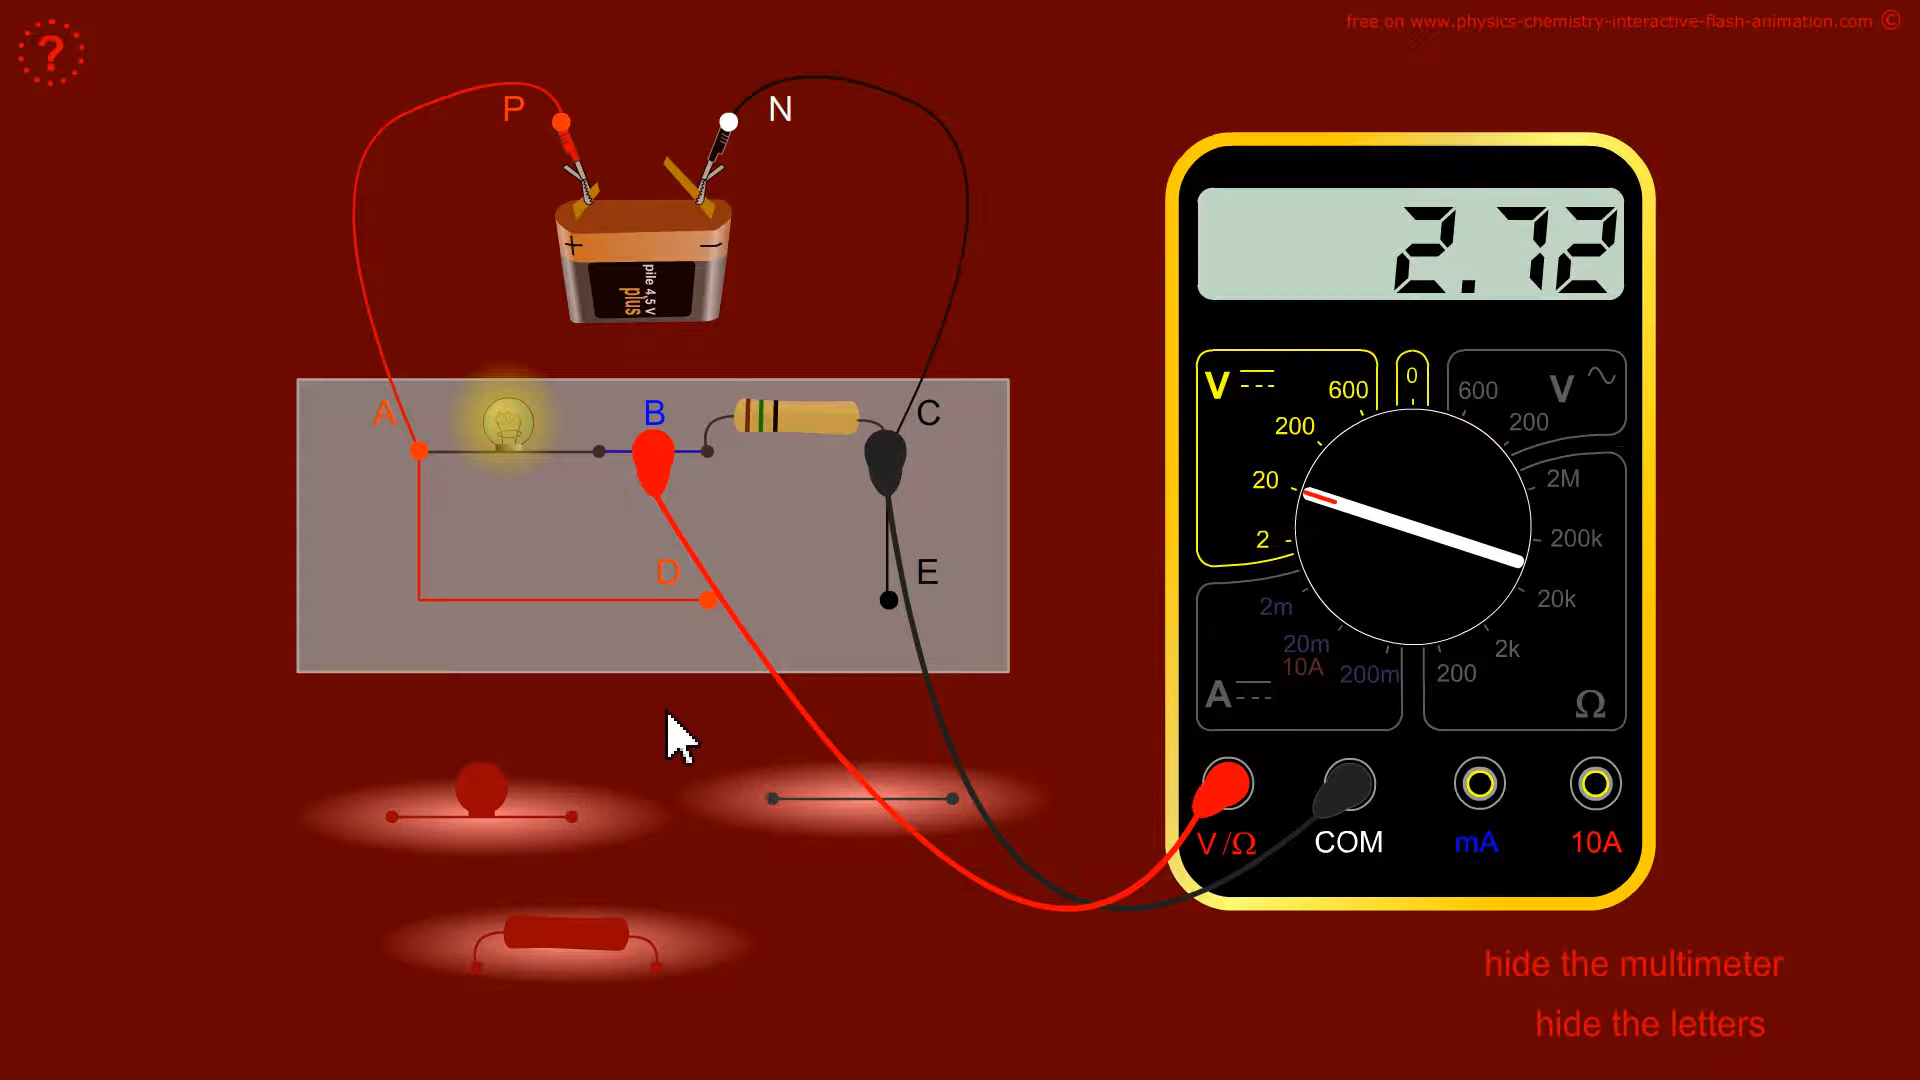 ?
free on www.physics-chemistry-interactive-flash-animation.com ©
P
N
+ −
pile 4,5 V
plus
2.72
A
B
C
D
E
V
600
0
600
V
200
200
20
2M
2
200k
2m
20k
20m
10A
200m
2k
200
A
Ω
V/Ω
COM
mA
10A
hide the multimeter
hide the letters